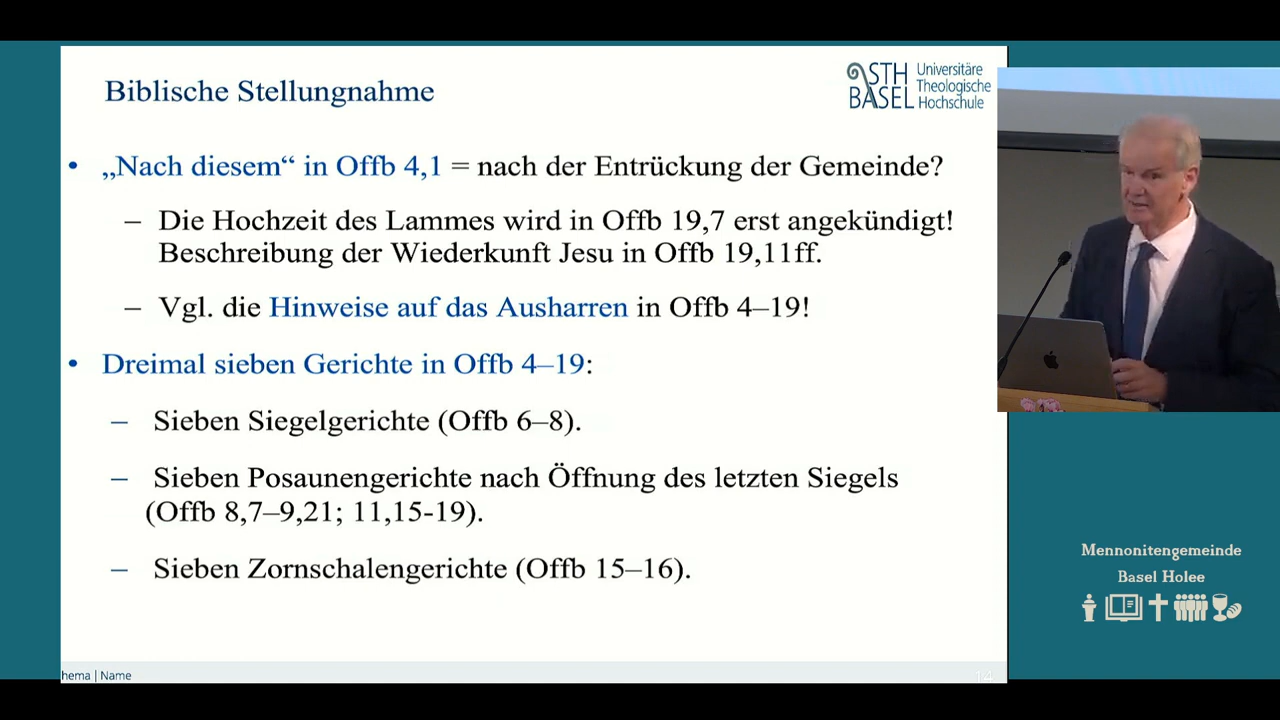 Biblische Stellungnahme
STH BASEL
Universitäre
Theologische
Hochschule
• „Nach diesem“ in Offb 4,1 = nach der Entrückung der Gemeinde?
– Die Hochzeit des Lammes wird in Offb 19,7 erst angekündigt!
Beschreibung der Wiederkunft Jesu in Offb 19,11ff.
– Vgl. die Hinweise auf das Ausharren in Offb 4–19!
• Dreimal sieben Gerichte in Offb 4–19:
– Sieben Siegelgerichte (Offb 6–8).
– Sieben Posaunengerichte nach Öffnung des letzten Siegels
(Offb 8,7–9,21; 11,15-19).
– Sieben Zornschalengerichte (Offb 15–16).
hema | Name
14
Mennonitengemeinde
Basel Holee